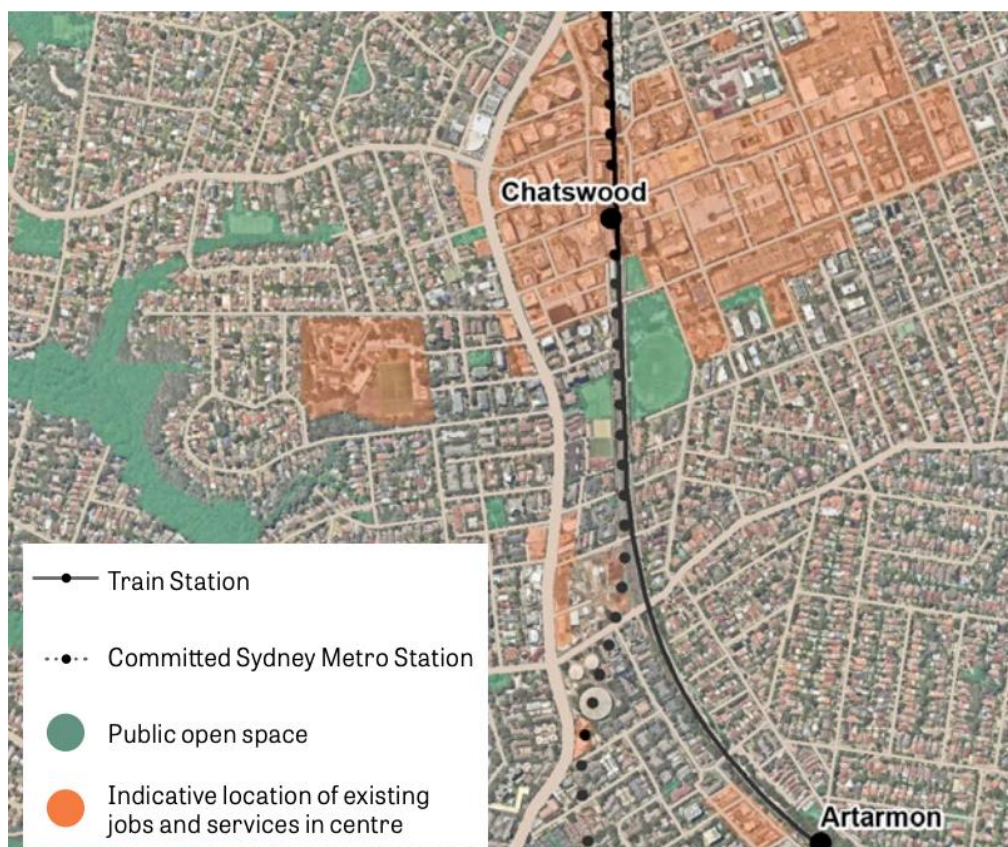 Chatswood
Train Station
Committed Sydney Metro Station
Public open space
Indicative location of existing
jobs and services in centre
Artarmon